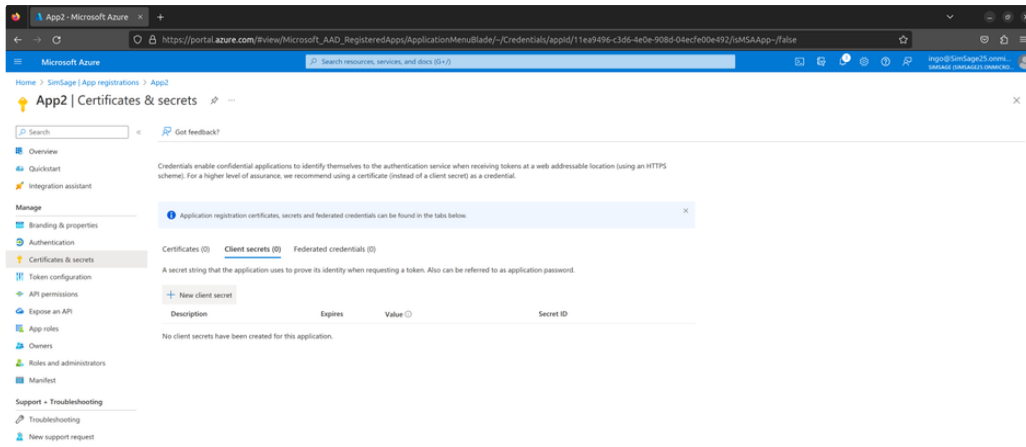 App2 - Microsoft Azure
https://portal.azure.com/#view/Microsoft_AAD_RegisteredApps/ApplicationMenuBlade/~/Credentials/appId/11ea9496-c3d6-4e0e-908d-04ecfe00e492/isMSAApp~/false
Microsoft Azure
Search resources, services, and docs (G+/)
ingo@SimSage25.onmi...
SIMSAGE (SIMSAGE25.ONMICRO...
Home > SimSage | App registrations > App2
App2 | Certificates & secrets
Search
Got feedback?
Overview
Quickstart
Integration assistant
Manage
Branding & properties
Authentication
Certificates & secrets
Token configuration
API permissions
Expose an API
App roles
Owners
Roles and administrators
Manifest
Support + Troubleshooting
Troubleshooting
New support request
Credentials enable confidential applications to identify themselves to the authentication service when receiving tokens at a web addressable location (using an HTTPS
scheme). For a higher level of assurance, we recommend using a certificate (instead of a client secret) as a credential.
Application registration certificates, secrets and federated credentials can be found in the tabs below.
Certificates (0) Client secrets (0) Federated credentials (0)
A secret string that the application uses to prove its identity when requesting a token. Also can be referred to as application password.
New client secret
Description Expires Value Secret ID
No client secrets have been created for this application.